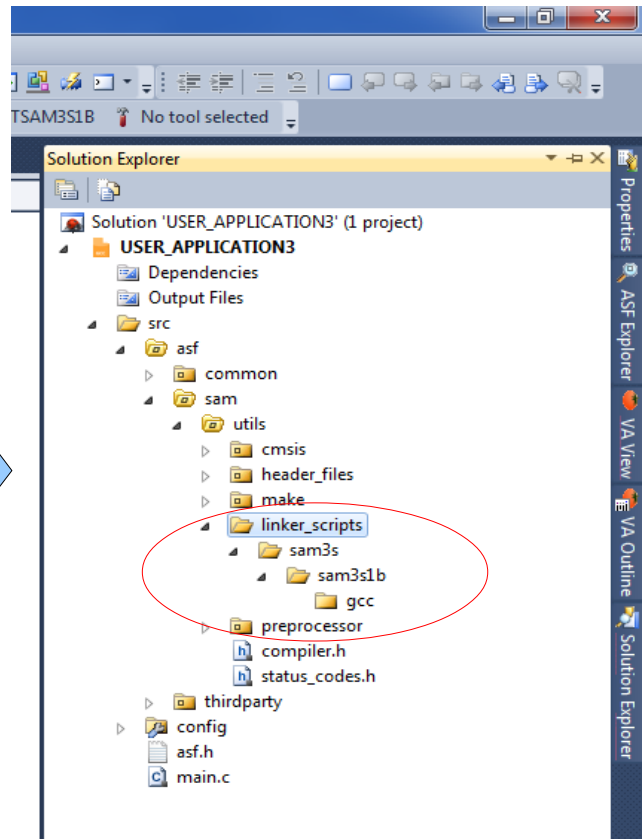 TSAM3S1B No tool selected
Solution Explorer
Solution 'USER_APPLICATION3' (1 project)
USER_APPLICATION3
Dependencies
Output Files
src
asf
common
sam
utils
cmsis
header_files
make
linker_scripts
sam3s
sam3s1b
gcc
preprocessor
compiler.h
status_codes.h
thirdparty
config
asf.h
main.c
Properties
ASF Explorer
VA View
VA Outline
Solution Explorer